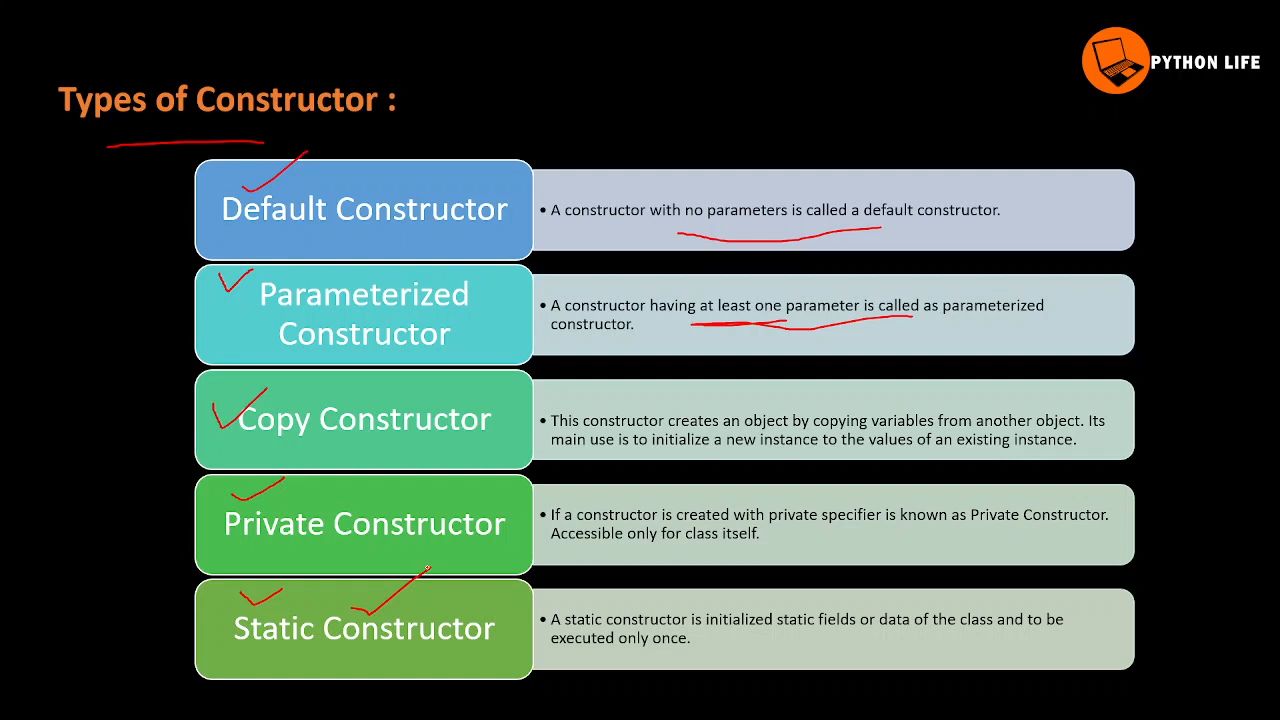 PYTHON LIFE
Types of Constructor :
Default Constructor
• A constructor with no parameters is called a default constructor.
Parameterized
Constructor
• A constructor having at least one parameter is called as parameterized
constructor.
Copy Constructor
• This constructor creates an object by copying variables from another object. Its
main use is to initialize a new instance to the values of an existing instance.
Private Constructor
• If a constructor is created with private specifier is known as Private Constructor.
Accessible only for class itself.
Static Constructor
• A static constructor is initialized static fields or data of the class and to be
executed only once.